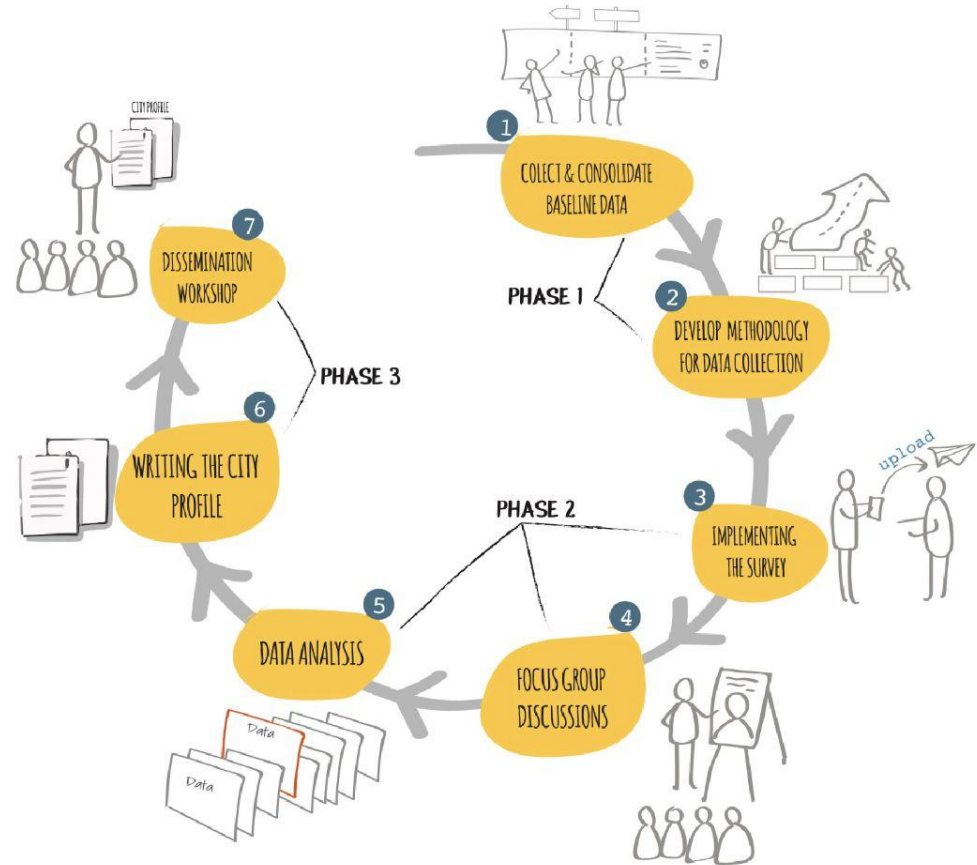 1
COLECT & CONSOLIDATE
BASELINE DATA
PHASE 1
2
DEVELOP METHODOLOGY
FOR DATA COLLECTION
upload
3
IMPLEMENTING
THE SURVEY
PHASE 2
4
FOCUS GROUP
DISCUSSIONS
5
DATA ANALYSIS
Data
Data
6
WRITING THE CITY
PROFILE
PHASE 3
7
DISSEMINATION
WORKSHOP
CITY PROFILE